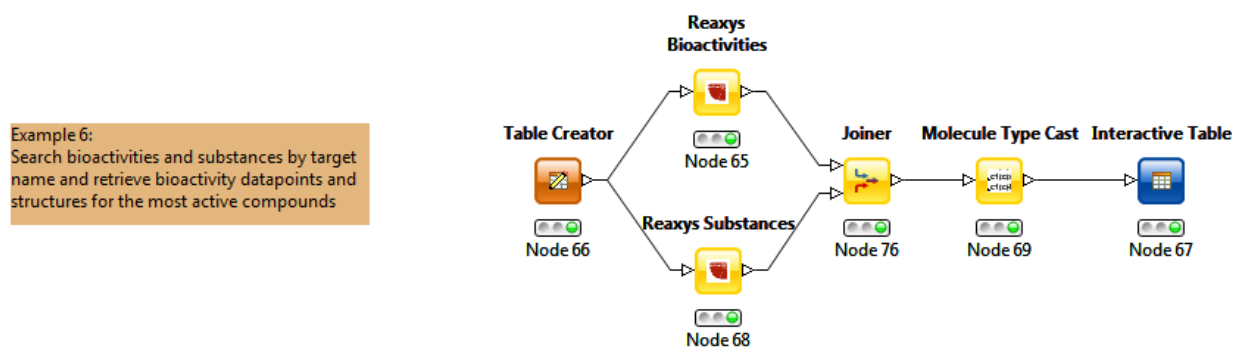 Reaxys
Bioactivities
Example 6:
Search bioactivities and substances by target
name and retrieve bioactivity datapoints and
structures for the most active compounds
Table Creator
Node 65
Joiner
Molecule Type Cast
Interactive Table
Node 66
Reaxys Substances
Node 76
Node 69
Node 67
Node 68